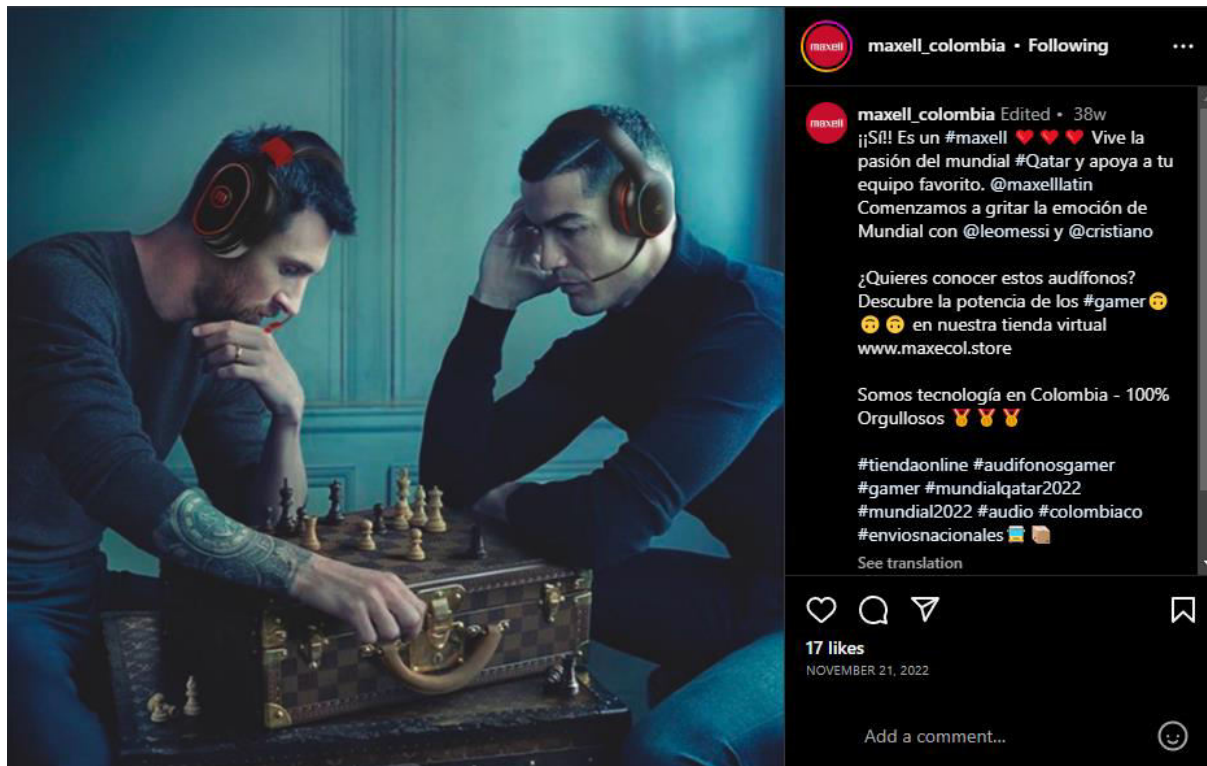 maxell
maxell_colombia • Following
maxell
maxell_colombia Edited • 38w
¡¡Sí!! Es un #maxell ❤️ ❤️ ❤️ Vive la
pasión del mundial #Qatar y apoya a tu
equipo favorito. @maxelllatin
Comenzamos a gritar la emoción de
Mundial con @leomessi y @cristiano
¿Quieres conocer estos audífonos?
Descubre la potencia de los #gamer🙃
🙃 🙃 en nuestra tienda virtual
www.maxecol.store
Somos tecnología en Colombia - 100%
Orgullosos 🏅 🏅 🏅
#tiendaonline #audifonosgamer
#gamer #mundialqatar2022
#mundial2022 #audio #colombiaco
#enviosnacionales🚊 📦
See translation
17 likes
NOVEMBER 21, 2022
Add a comment...